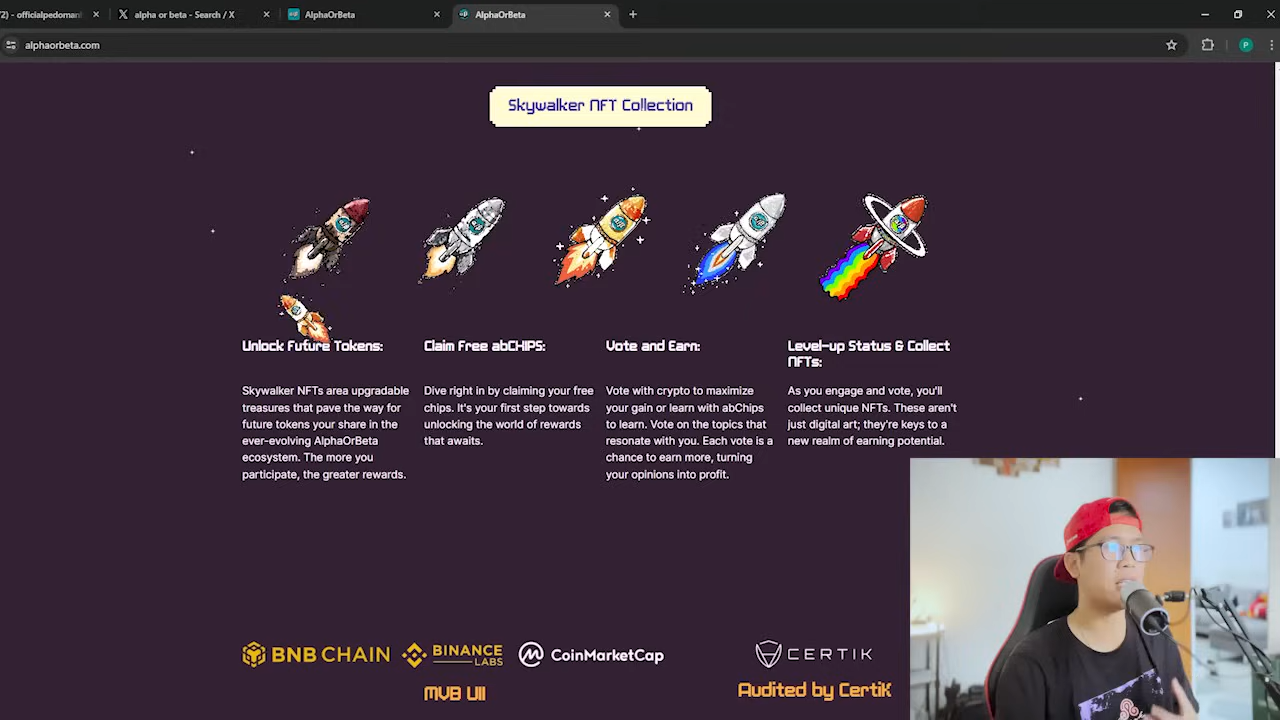 2) - officialpedoman
alpha or beta - Search / X
AlphaOrBeta
AlphaOrBeta
alphaorbeta.com
P
Skywalker NFT Collection
Unlock Future Tokens:
Skywalker NFTs area upgradable
treasures that pave the way for
future tokens your share in the
ever-evolving AlphaOrBeta
ecosystem. The more you
participate, the greater rewards.
Claim Free abCHIPS:
Dive right in by claiming your free
chips. It's your first step towards
unlocking the world of rewards
that awaits.
Vote and Earn:
Vote with crypto to maximize
your gain or learn with abChips
to learn. Vote on the topics that
resonate with you. Each vote is a
chance to earn more, turning
your opinions into profit.
Level-up Status & Collect
NFTs:
As you engage and vote, you'll
collect unique NFTs. These aren't
just digital art; they're keys to a
new realm of earning potential.
BNB CHAIN
BINANCE
LABS
CoinMarketCap
CERTIK
MVB VII
Audited by Certik